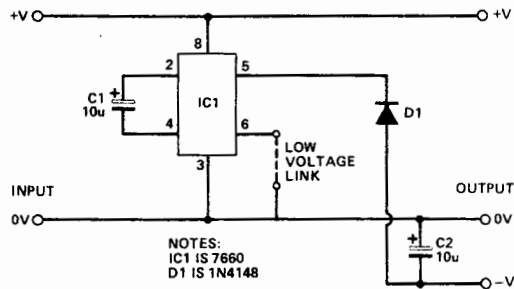 +V
+V
8
2
5
C1
10u
+
IC1
D1
4
6
LOW
VOLTAGE
LINK
3
INPUT
OUTPUT
0V
0V
NOTES:
IC1 IS 7660
D1 IS 1N4148
+
C2
10u
−V